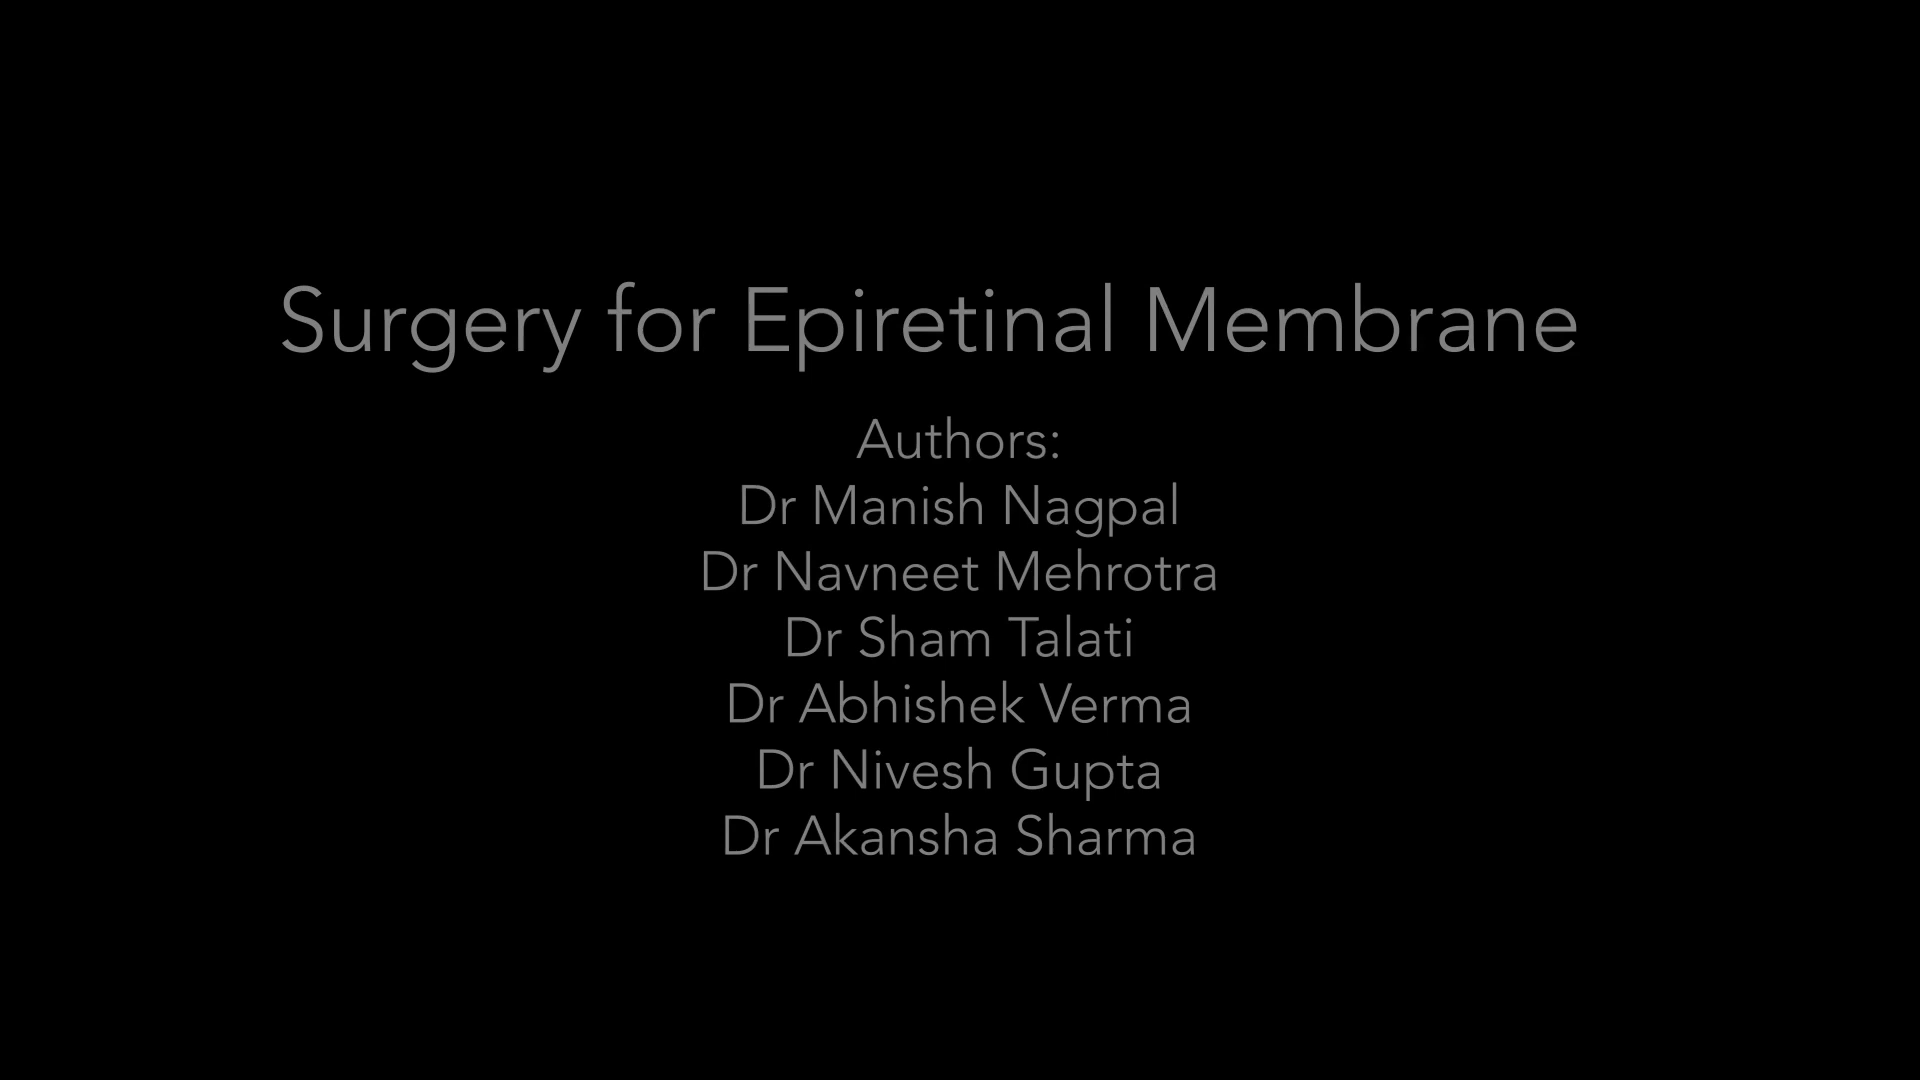 Surgery for Epiretinal Membrane
Authors:
Dr Manish Nagpal
Dr Navneet Mehrotra
Dr Sham Talati
Dr Abhishek Verma
Dr Nivesh Gupta
Dr Akansha Sharma